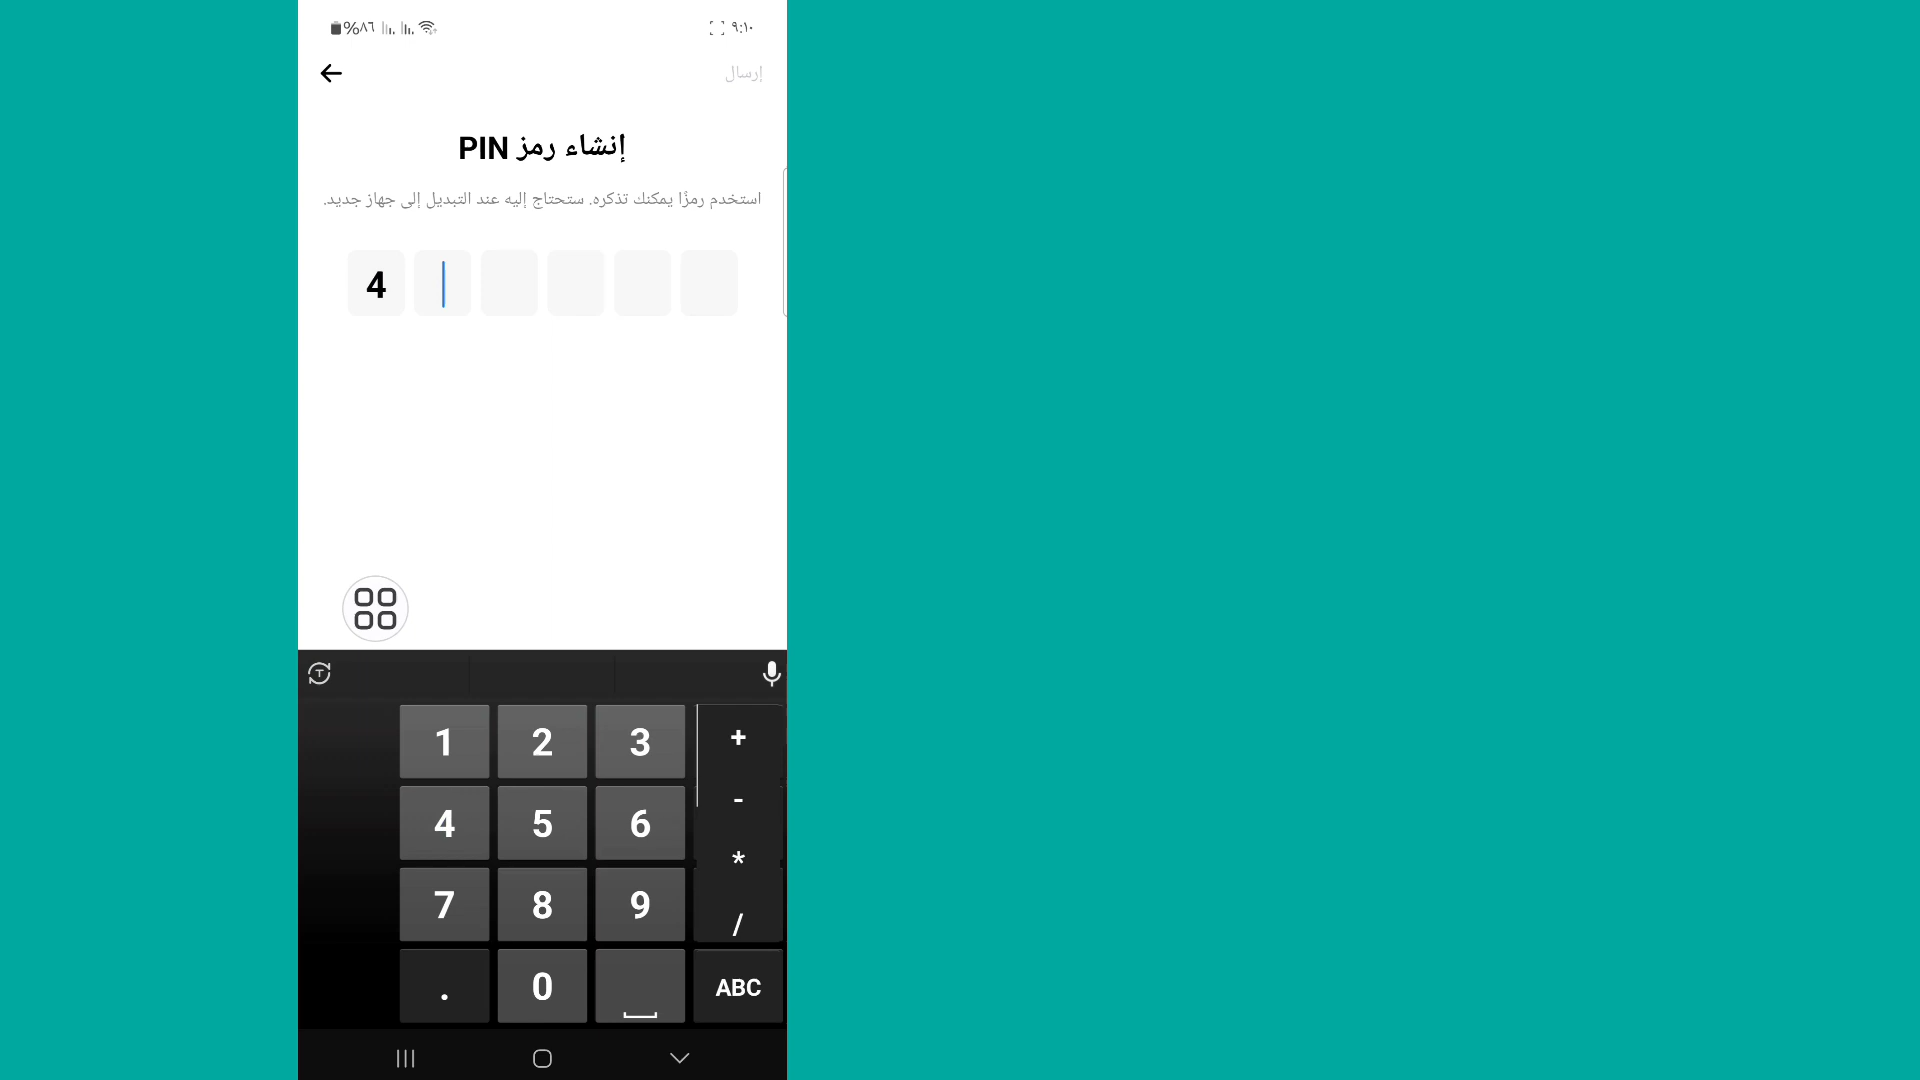 %٨٦ ٩:١٠
إرسال
إنشاء رمز PIN
استخدم رمزًا يمكنك تذكره. ستحتاج إليه عند التبديل إلى جهاز جديد.
4
T
1 2 3 +
-
4 5 6
*
7 8 9
/
. 0 ABC